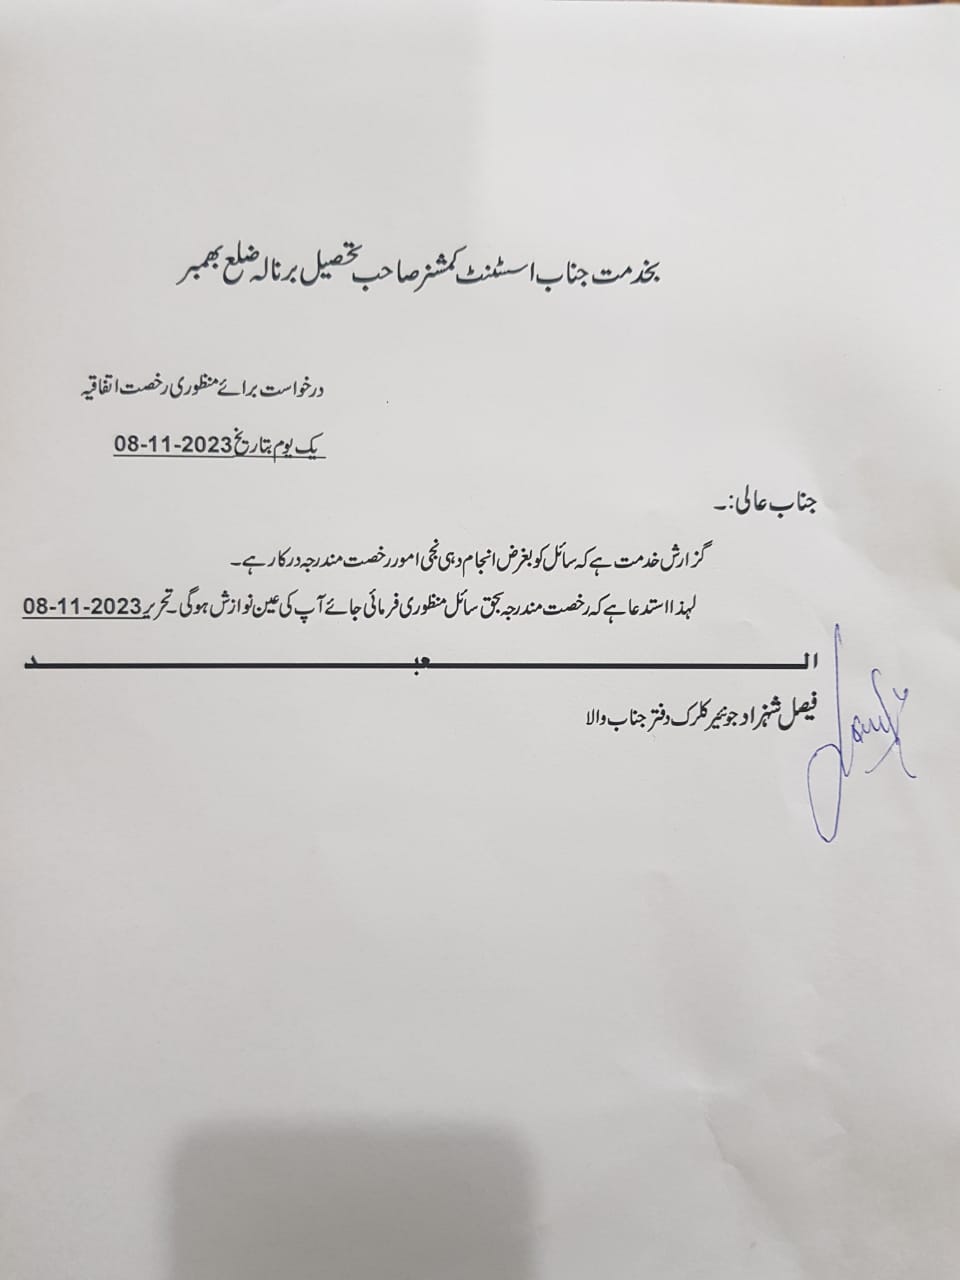 بخدمت جناب اسسٹنٹ کمشنر صاحب تحصیل برنالہ ضلع بھمبر
درخواست برائے منظوری رخصت اتفاقیہ
یک یوم بتاریخ 08-11-2023
جناب عالی:۔
گزارش خدمت ہے کہ سائل کو بغرض انجام دہی نجی امور رخصت مندرجہ درکار ہے۔
لہذا استدعا ہے کہ رخصت مندرجہ بحق سائل منظوری فرمائی جائے آپ کی عین نوازش ہوگی۔ تحریر 08-11-2023
العبد
فیصل شہزاد جونئیر کلرک دفتر جناب والا